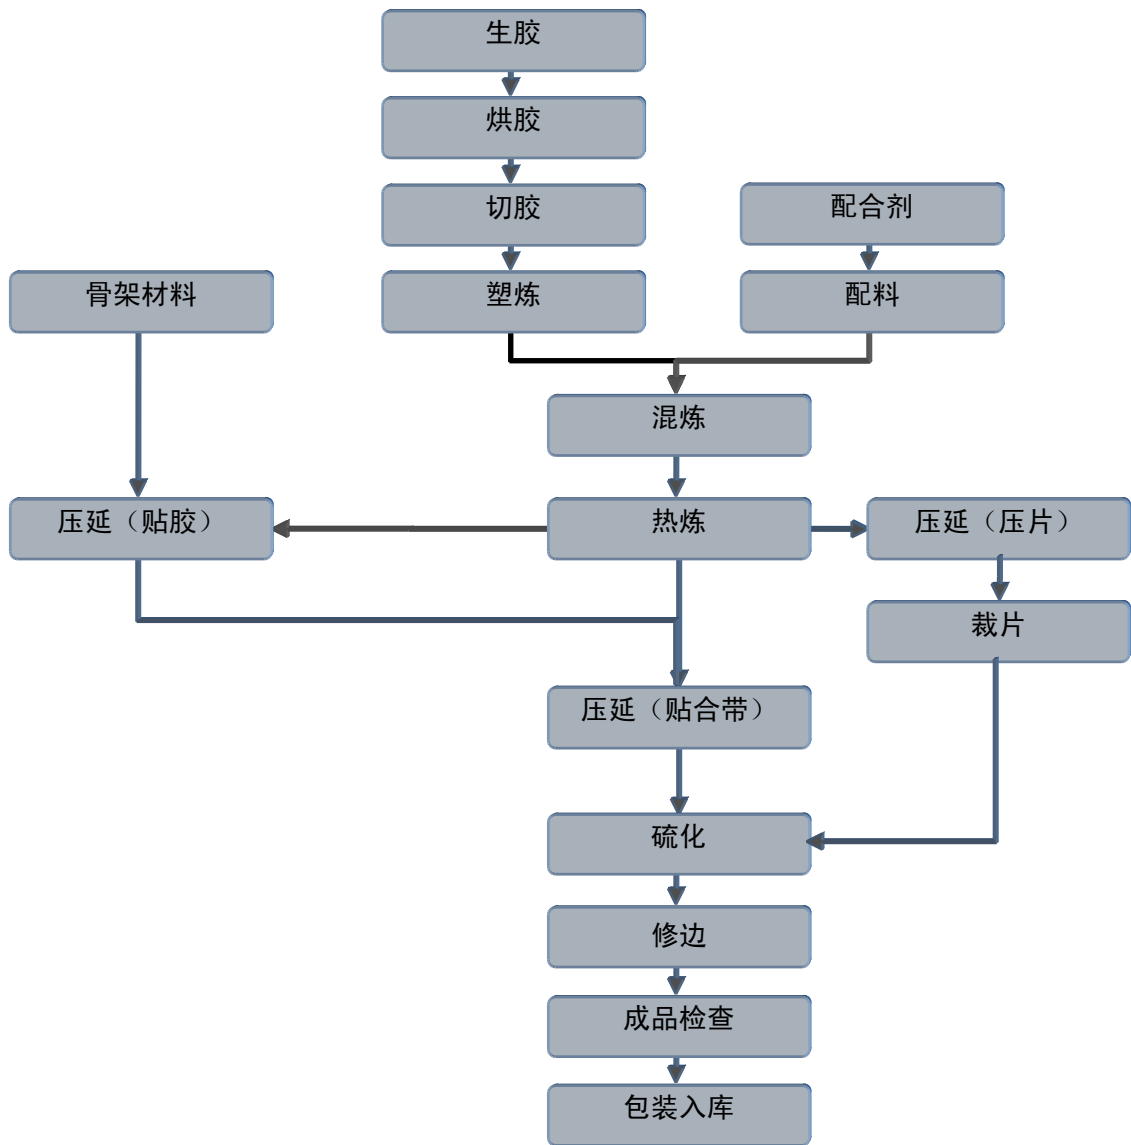 生胶
烘胶
切胶
配合剂
骨架材料
塑炼
配料
混炼
压延（贴胶）
热炼
压延（压片）
裁片
压延（贴合带）
硫化
修边
成品检查
包装入库